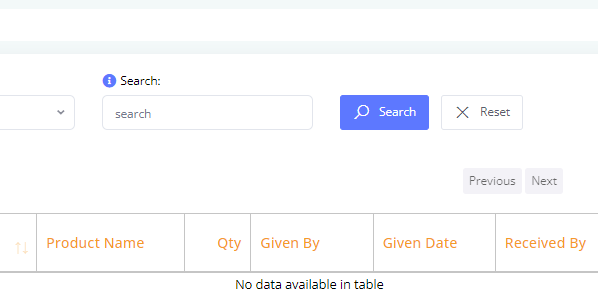 Search:
search
Search
Reset
Previous Next
Product Name Qty Given By Given Date Received By
No data available in table